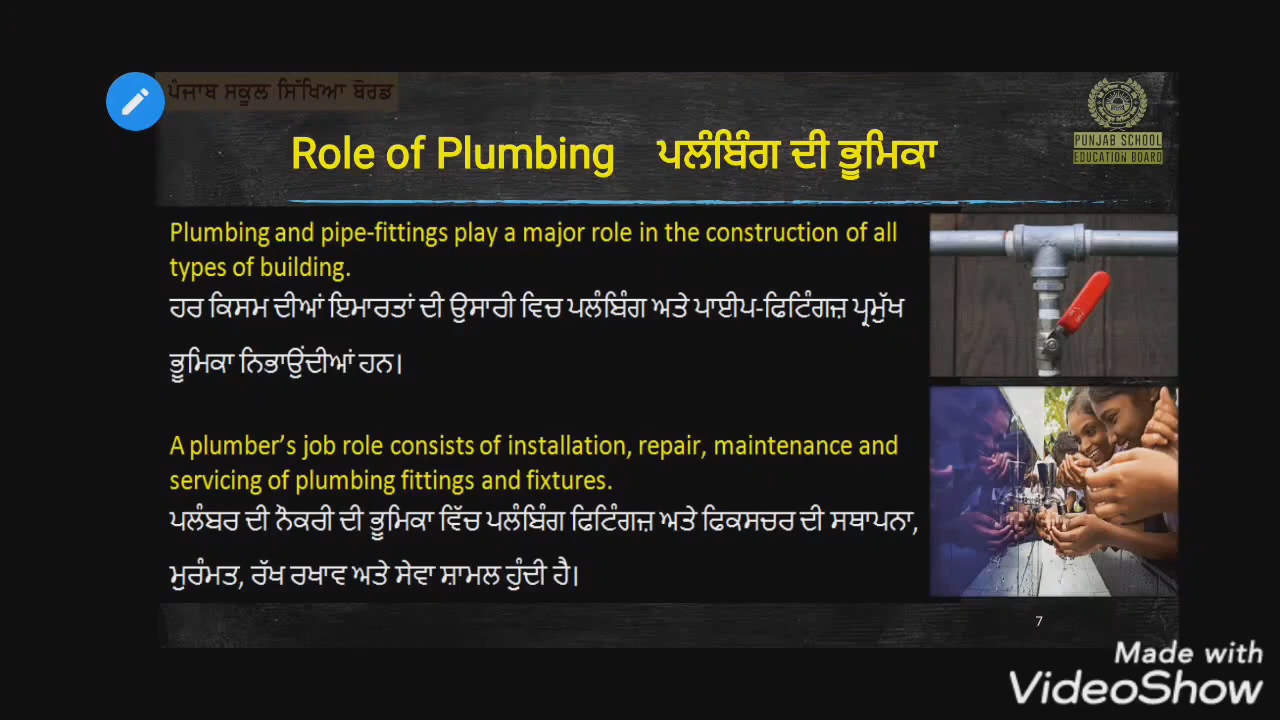 ਪੰਜਾਬ ਸਕੂਲ ਸਿੱਖਿਆ ਬੋਰਡ
PUNJAB SCHOOL
EDUCATION BOARD
Role of Plumbing ਪਲੰਬਿੰਗ ਦੀ ਭੂਮਿਕਾ
Plumbing and pipe-fittings play a major role in the construction of all
types of building.
ਹਰ ਕਿਸਮ ਦੀਆਂ ਇਮਾਰਤਾਂ ਦੀ ਉਸਾਰੀ ਵਿਚ ਪਲੰਬਿੰਗ ਅਤੇ ਪਾਈਪ-ਫਿਟਿੰਗਜ਼ ਪ੍ਰਮੁੱਖ
ਭੂਮਿਕਾ ਨਿਭਾਉਂਦੀਆਂ ਹਨ।
A plumber’s job role consists of installation, repair, maintenance and
servicing of plumbing fittings and fixtures.
ਪਲੰਬਰ ਦੀ ਨੌਕਰੀ ਦੀ ਭੂਮਿਕਾ ਵਿੱਚ ਪਲੰਬਿੰਗ ਫਿਟਿੰਗਜ਼ ਅਤੇ ਫਿਕਸਚਰ ਦੀ ਸਥਾਪਨਾ,
ਮੁਰੰਮਤ, ਰੱਖ ਰਖਾਵ ਅਤੇ ਸੇਵਾ ਸ਼ਾਮਲ ਹੁੰਦੀ ਹੈ।
7
Made with
VideoShow